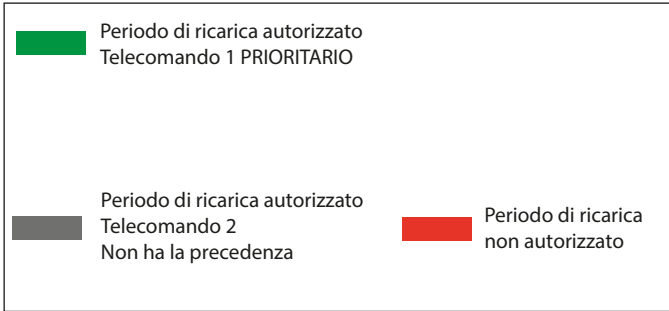 Periodo di ricarica autorizzato
Telecomando 1 PRIORITARIO
Periodo di ricarica autorizzato
Telecomando 2
Non ha la precedenza
Periodo di ricarica
non autorizzato